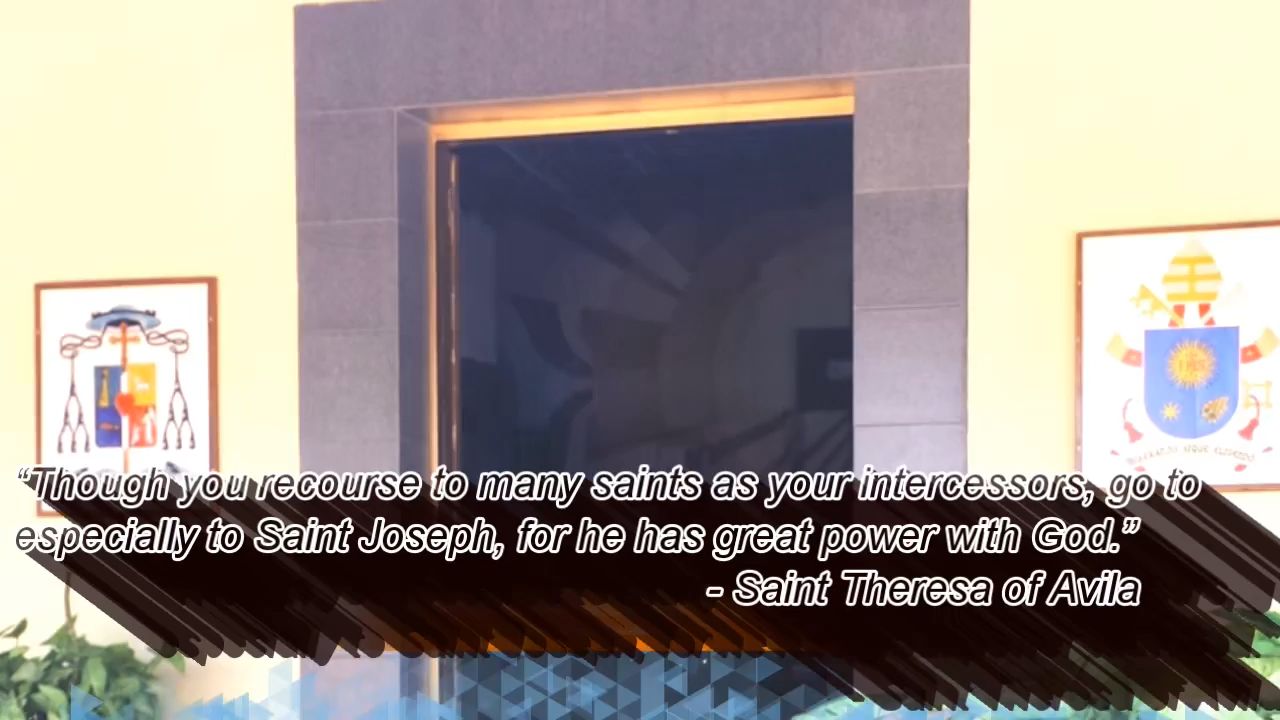 “Though you recourse to many saints as your intercessors, go to
especially to Saint Joseph, for he has great power with God.”
- Saint Theresa of Avila